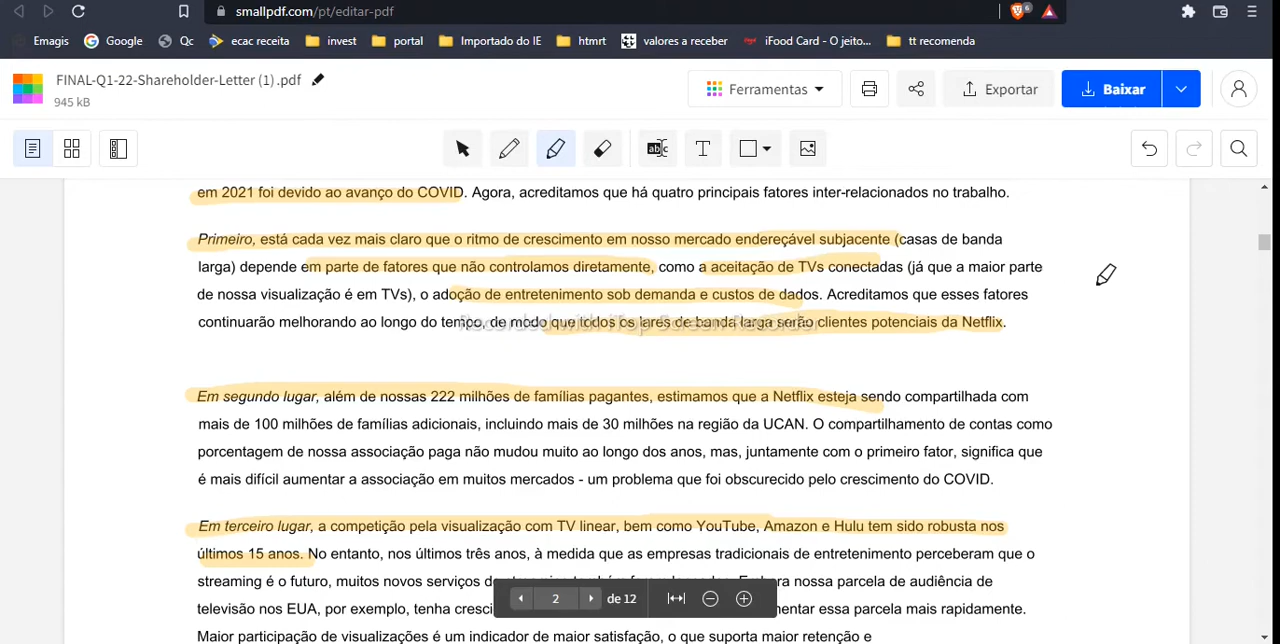 smallpdf.com/pt/editar-pdf
6
Emagis Google Qc ecac receita invest portal Importado do IE htmrt valores a receber iFood Card - O jeito... tt recomenda
FINAL-Q1-22-Shareholder-Letter (1) .pdf
945 kB
Ferramentas
Exportar
Baixar
abc
T
em 2021 foi devido ao avanço do COVID. Agora, acreditamos que há quatro principais fatores inter-relacionados no trabalho.
Primeiro, está cada vez mais claro que o ritmo de crescimento em nosso mercado endereçável subjacente (casas de banda
larga) depende em parte de fatores que não controlamos diretamente, como a aceitação de TVs conectadas (já que a maior parte
de nossa visualização é em TVs), o adoção de entretenimento sob demanda e custos de dados. Acreditamos que esses fatores
continuarão melhorando ao longo do tempo, de modo que todos os lares de banda larga serão clientes potenciais da Netflix.
Recorded with iTop Screen Recorder
Em segundo lugar, além de nossas 222 milhões de famílias pagantes, estimamos que a Netflix esteja sendo compartilhada com
mais de 100 milhões de famílias adicionais, incluindo mais de 30 milhões na região da UCAN. O compartilhamento de contas como
porcentagem de nossa associação paga não mudou muito ao longo dos anos, mas, juntamente com o primeiro fator, significa que
é mais difícil aumentar a associação em muitos mercados - um problema que foi obscurecido pelo crescimento do COVID.
Em terceiro lugar, a competição pela visualização com TV linear, bem como YouTube, Amazon e Hulu tem sido robusta nos
últimos 15 anos. No entanto, nos últimos três anos, à medida que as empresas tradicionais de entretenimento perceberam que o
streaming é o futuro, muitos novos serviços nossa parcela de audiência de
televisão nos EUA, por exemplo, tenha essa parcela mais rapidamente.
Maior participação de visualizações é um indicador de maior satisfação, o que suporta maior retenção e
2 de 12